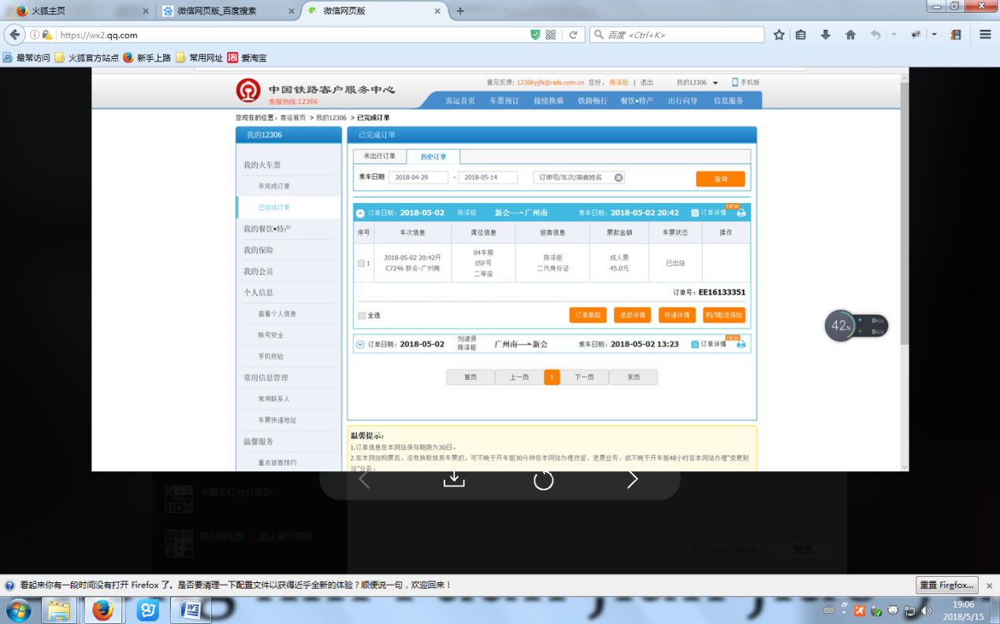 火狐主页
微信网页版_百度搜索
微信网页版
https://wx2.qq.com
百度 <Ctrl+K>
最常访问 火狐官方站点 新手上路 常用网址 爱淘宝
中国铁路客户服务中心
客服热线:12306
意见反馈: 12306yjfk@rails.com.cn 您好, 陈泽钜 | 退出 我的12306 手机版
客运首页 车票预订 接续换乘 铁路畅行 餐饮•特产 出行向导 信息服务
您现在的位置：客运首页 > 我的12306 > 已完成订单
我的12306
我的火车票
未完成订单
已完成订单
我的餐饮•特产
我的保险
我的会员
个人信息
查看个人信息
账号安全
手机核验
常用信息管理
常用联系人
车票快递地址
温馨服务
重点旅客预约
已完成订单
未出行订单 历史订单
乘车日期 2018-04-29 - 2018-05-14 订单号/车次/乘客姓名 查询
订单日期: 2018-05-02 陈泽钜 新会—广州南 乘车日期: 2018-05-02 20:42 订单详情 NEW
序号 车次信息 席位信息 旅客信息 票款金额 车票状态 操作
1
2018-05-02 20:42开
C7246 新会-广州南
04车厢
05F号
二等座
陈泽钜
二代身份证
成人票
45.0元
已出站
订单号: EE16133351
全选 订单跟踪 退款详情 快递详情 购/赠/退保险
订单日期: 2018-05-02 刘淑贤 陈泽钜 广州南—新会 乘车日期: 2018-05-02 13:23 订单详情 NEW
首页 上一页 1 下一页 末页
温馨提示：
1.订单信息在本网站保存期限为30日。
2.在本网站购票后，没有换取纸质车票的，可不晚于开车前30分钟在本网站办理改签、退票业务，或不晚于开车前48小时在本网站办理"变更到
站"业务。
42%
0K/s
0K/s
小黄车红包分享群
路况通知群 禁止聊天刷屏
发送
看起来你有一段时间没有打开 Firefox 了。是否要清理一下配置文件以获得近乎全新的体验？顺便说一句，欢迎回来！
重置 Firefox...
19:06
2018/5/15